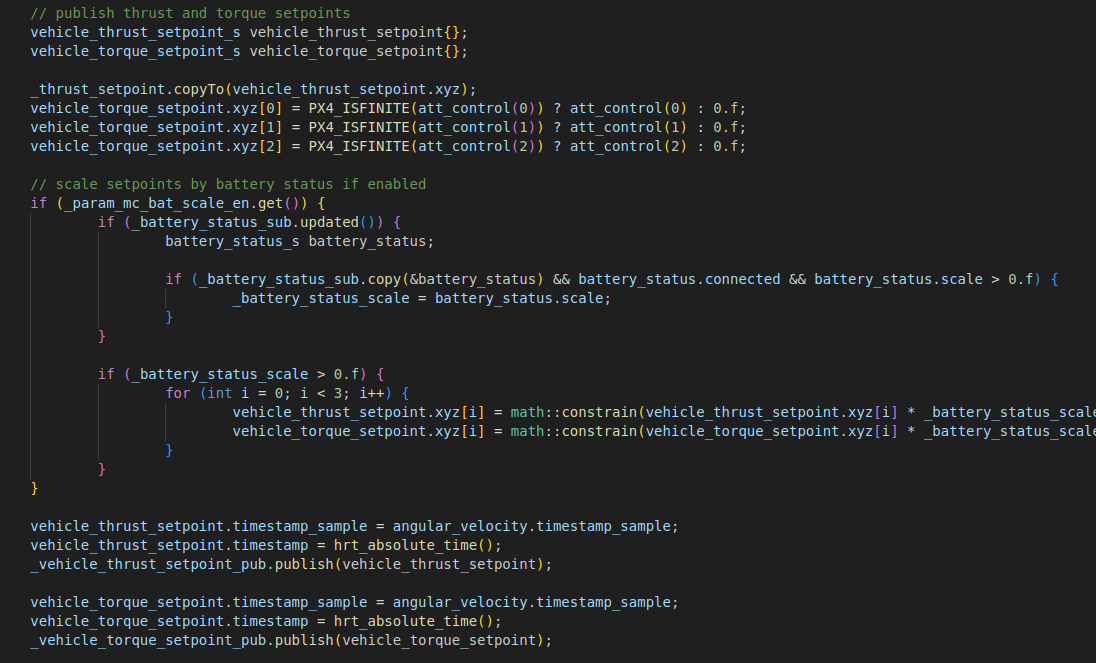 // publish thrust and torque setpoints
vehicle_thrust_setpoint_s vehicle_thrust_setpoint{};
vehicle_torque_setpoint_s vehicle_torque_setpoint{};

_thrust_setpoint.copyTo(vehicle_thrust_setpoint.xyz);
vehicle_torque_setpoint.xyz[0] = PX4_ISFINITE(att_control(0)) ? att_control(0) : 0.f;
vehicle_torque_setpoint.xyz[1] = PX4_ISFINITE(att_control(1)) ? att_control(1) : 0.f;
vehicle_torque_setpoint.xyz[2] = PX4_ISFINITE(att_control(2)) ? att_control(2) : 0.f;

// scale setpoints by battery status if enabled
if (_param_mc_bat_scale_en.get()) {
        if (_battery_status_sub.updated()) {
                battery_status_s battery_status;

                if (_battery_status_sub.copy(&battery_status) && battery_status.connected && battery_status.scale > 0.f) {
                        _battery_status_scale = battery_status.scale;
                }
        }

        if (_battery_status_scale > 0.f) {
                for (int i = 0; i < 3; i++) {
                        vehicle_thrust_setpoint.xyz[i] = math::constrain(vehicle_thrust_setpoint.xyz[i] * _battery_status_scale
                        vehicle_torque_setpoint.xyz[i] = math::constrain(vehicle_torque_setpoint.xyz[i] * _battery_status_scale
                }
        }
}

vehicle_thrust_setpoint.timestamp_sample = angular_velocity.timestamp_sample;
vehicle_thrust_setpoint.timestamp = hrt_absolute_time();
_vehicle_thrust_setpoint_pub.publish(vehicle_thrust_setpoint);

vehicle_torque_setpoint.timestamp_sample = angular_velocity.timestamp_sample;
vehicle_torque_setpoint.timestamp = hrt_absolute_time();
_vehicle_torque_setpoint_pub.publish(vehicle_torque_setpoint);